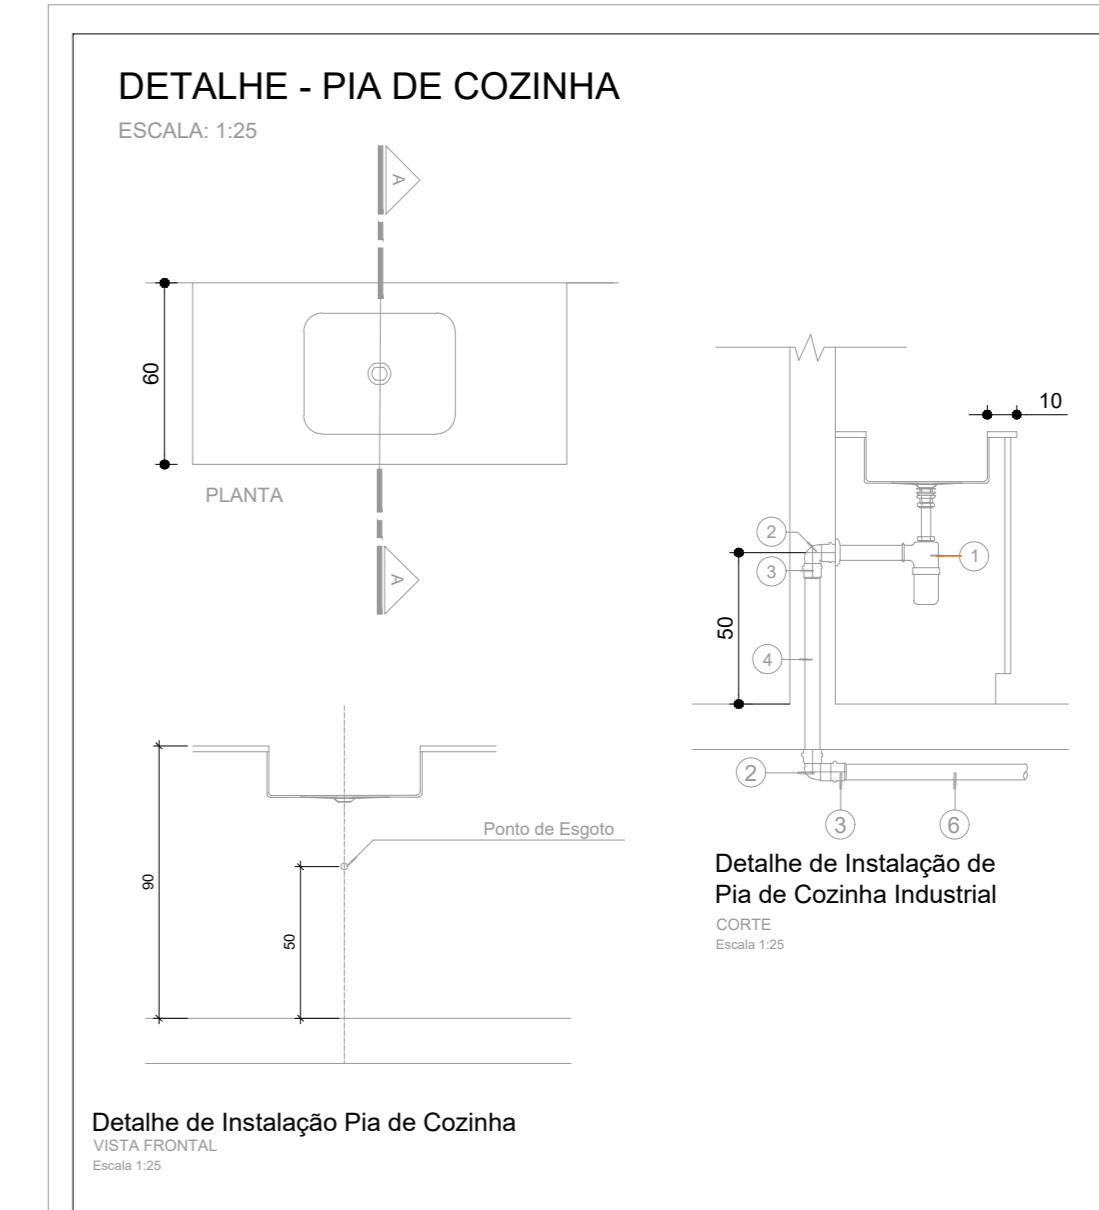 DETALHE - PIA DE COZINHA
ESCALA: 1:25
A
60
PLANTA
A
10
2
1
3
50
4
2
3
6
Detalhe de Instalação de
Pia de Cozinha Industrial
CORTE
Escala 1:25
Ponto de Esgoto
90
50
Detalhe de Instalação Pia de Cozinha
VISTA FRONTAL
Escala 1:25